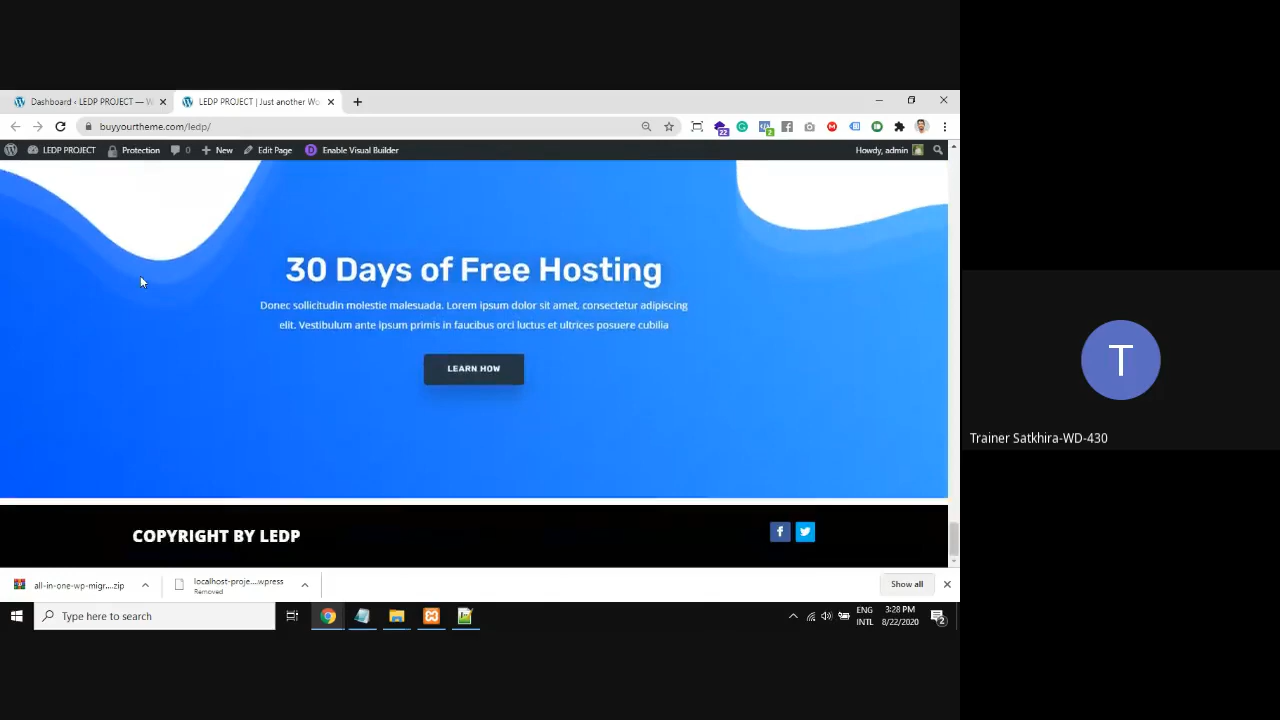 Dashboard ‹ LEDP PROJECT — W
LEDP PROJECT | Just another Wo
buyyourtheme.com/ledp/
22
2
LEDP PROJECT
Protection
0
New
Edit Page
D
Enable Visual Builder
Howdy, admin
30 Days of Free Hosting
Donec sollicitudin molestie malesuada. Lorem ipsum dolor sit amet, consectetur adipiscing
elit. Vestibulum ante ipsum primis in faucibus orci luctus et ultrices posuere cubilia
LEARN HOW
COPYRIGHT BY LEDP
T
Trainer Satkhira-WD-430
all-in-one-wp-migr....zip
localhost-proje....wpress
Removed
Show all
Type here to search
ENG
INTL
3:28 PM
8/22/2020
2